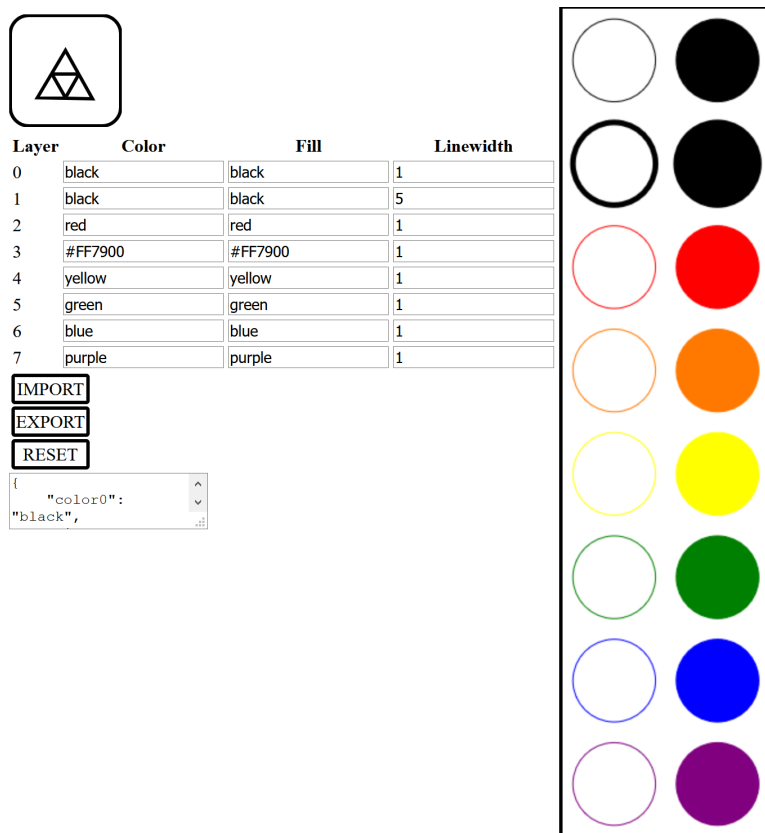 Layer Color Fill Linewidth
0 black black 1
1 black black 5
2 red red 1
3 #FF7900 #FF7900 1
4 yellow yellow 1
5 green green 1
6 blue blue 1
7 purple purple 1
IMPORT
EXPORT
RESET
{
"color0":
"black",